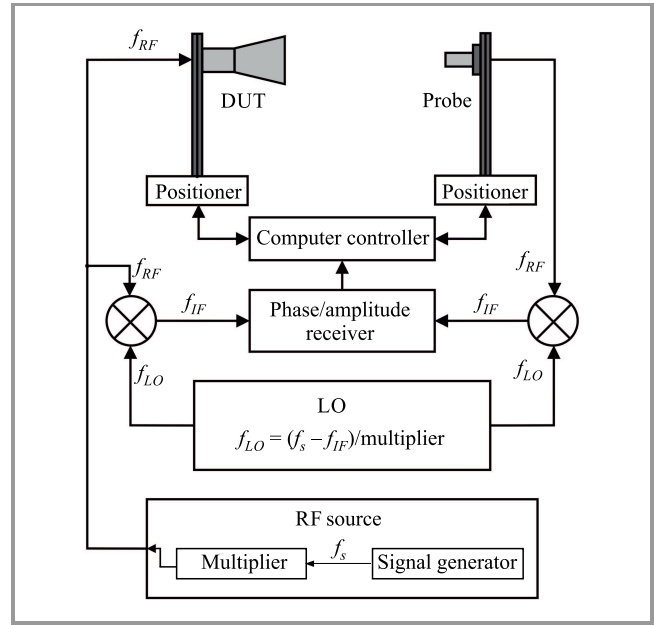 f_RF
DUT
Probe
Positioner
Positioner
Computer controller
f_RF
f_RF
f_IF
Phase/amplitude
receiver
f_IF
f_LO
f_LO
LO
f_LO = (f_s – f_IF)/multiplier
RF source
Multiplier
f_s
Signal generator